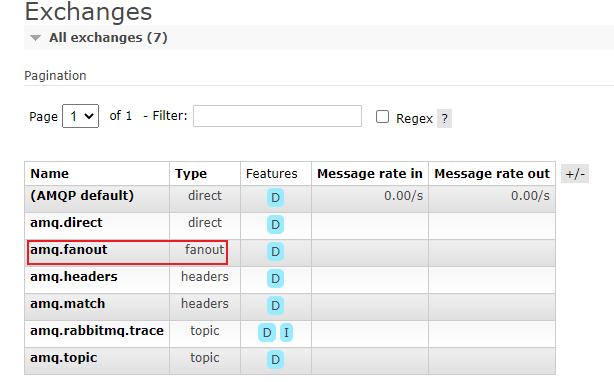 Exchanges
All exchanges (7)
Pagination
Page 1 of 1 - Filter: Regex ?
Name Type Features Message rate in Message rate out +/-
(AMQP default) direct D 0.00/s 0.00/s
amq.direct direct D
amq.fanout fanout D
amq.headers headers D
amq.match headers D
amq.rabbitmq.trace topic D I
amq.topic topic D